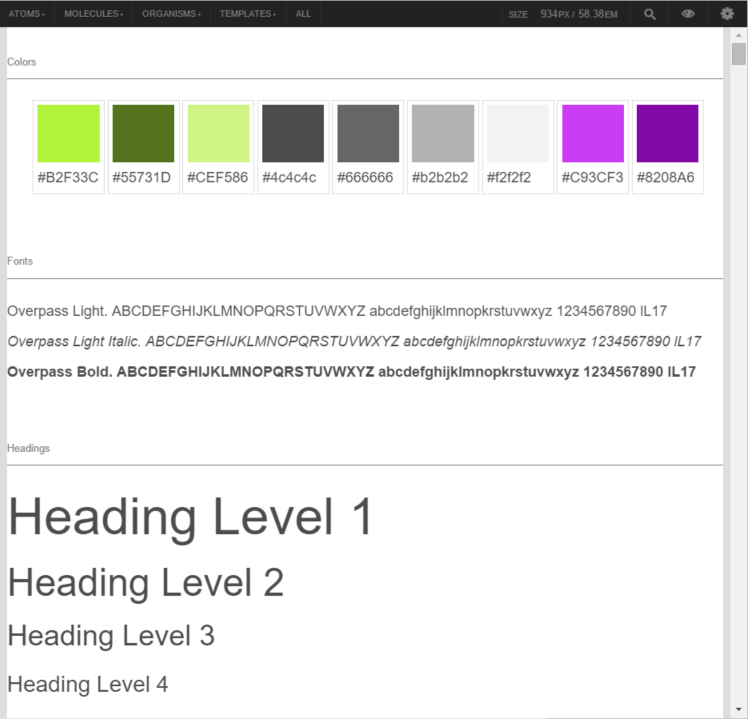 ATOMS MOLECULES ORGANISMS TEMPLATES ALL SIZE 934PX / 58.38EM
Colors
#B2F33C #55731D #CEF586 #4c4c4c #666666 #b2b2b2 #f2f2f2 #C93CF3 #8208A6
Fonts
Overpass Light. ABCDEFGHIJKLMNOPQRSTUVWXYZ abcdefghijklmnopkrstuvwxyz 1234567890 IL17
Overpass Light Italic. ABCDEFGHIJKLMNOPQRSTUVWXYZ abcdefghijklmnopkrstuvwxyz 1234567890 IL17
Overpass Bold. ABCDEFGHIJKLMNOPQRSTUVWXYZ abcdefghijklmnopkrstuvwxyz 1234567890 IL17
Headings
Heading Level 1
Heading Level 2
Heading Level 3
Heading Level 4